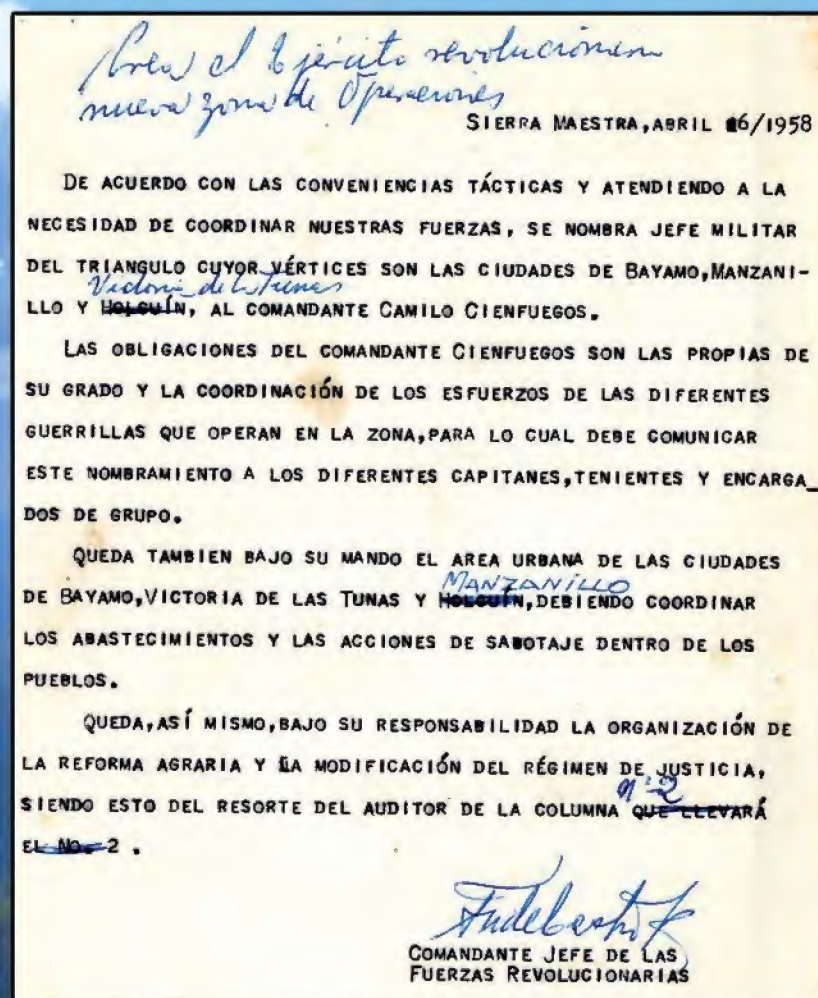 Crea el Ejército revolucionario
nueva zona de Operaciones
SIERRA MAESTRA, ABRIL 16/1958
DE ACUERDO CON LAS CONVENIENCIAS TÁCTICAS Y ATENDIENDO A LA
NECESIDAD DE COORDINAR NUESTRAS FUERZAS, SE NOMBRA JEFE MILITAR
DEL TRIANGULO CUYOR VÉRTICES SON LAS CIUDADES DE BAYAMO,MANZANI-
Victoria de las Tunas
LLO Y HOLGUÍN, AL COMANDANTE CAMILO CIENFUEGOS.
LAS OBLIGACIONES DEL COMANDANTE CIENFUEGOS SON LAS PROPIAS DE
SU GRADO Y LA COORDINACIÓN DE LOS ESFUERZOS DE LAS DIFERENTES
GUERRILLAS QUE OPERAN EN LA ZONA,PARA LO CUAL DEBE COMUNICAR
ESTE NOMBRAMIENTO A LOS DIFERENTES CAPITANES,TENIENTES Y ENCARGA_
DOS DE GRUPO.
QUEDA TAMBIEN BAJO SU MANDO EL AREA URBANA DE LAS CIUDADES
MANZANILLO
DE BAYAMO,VICTORIA DE LAS TUNAS Y HOLGUÍN,DEBIENDO COORDINAR
LOS ABASTECIMIENTOS Y LAS ACCIONES DE SABOTAJE DENTRO DE LOS
PUEBLOS.
QUEDA,ASÍ MISMO,BAJO SU RESPONSABILIDAD LA ORGANIZACIÓN DE
LA REFORMA AGRARIA Y LA MODIFICACIÓN DEL RÉGIMEN DE JUSTICIA,
nº 2
SIENDO ESTO DEL RESORTE DEL AUDITOR DE LA COLUMNA QUE LLEVARÁ
EL NO. 2 .
Fidel Castro R
COMANDANTE JEFE DE LAS
FUERZAS REVOLUCIONARIAS